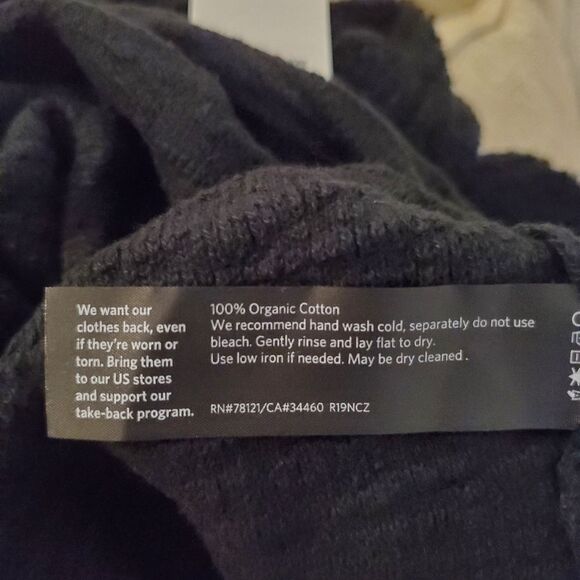 We want our
clothes back, even
if they're worn or
torn. Bring them
to our US stores
and support our
take-back program.
100% Organic Cotton
We recommend hand wash cold, separately do not use
bleach. Gently rinse and lay flat to dry.
Use low iron if needed. May be dry cleaned .
RN#78121/CA#34460 R19NCZ